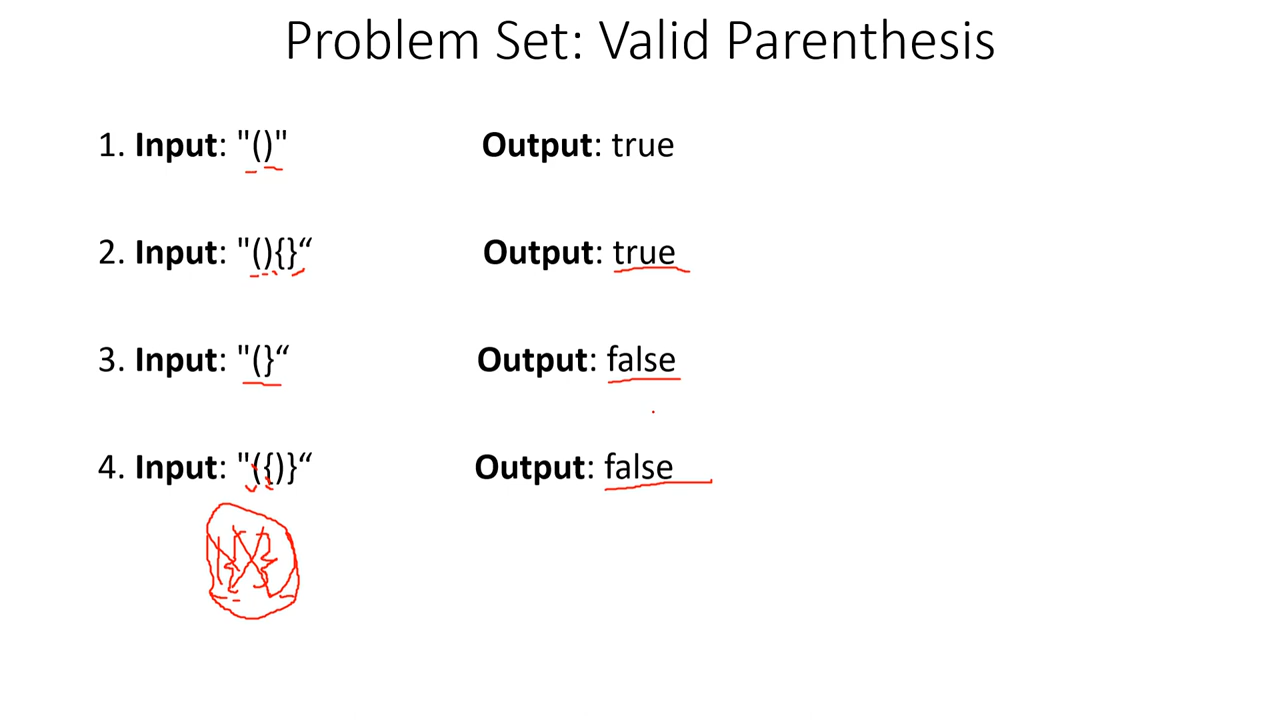 Problem Set: Valid Parenthesis
1. Input: "()" Output: true
2. Input: "(){}“ Output: true
3. Input: "(}“ Output: false
4. Input: "({)}“ Output: false